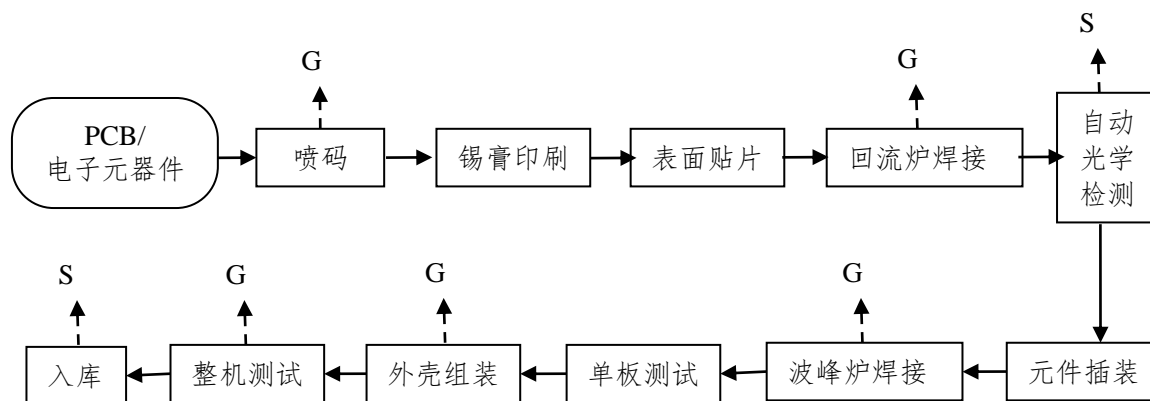 S
G
G
PCB/
电子元器件
喷码
锡膏印刷
表面贴片
回流炉焊接
自动
光学
检测
S
G
G
G
入库
整机测试
外壳组装
单板测试
波峰炉焊接
元件插装